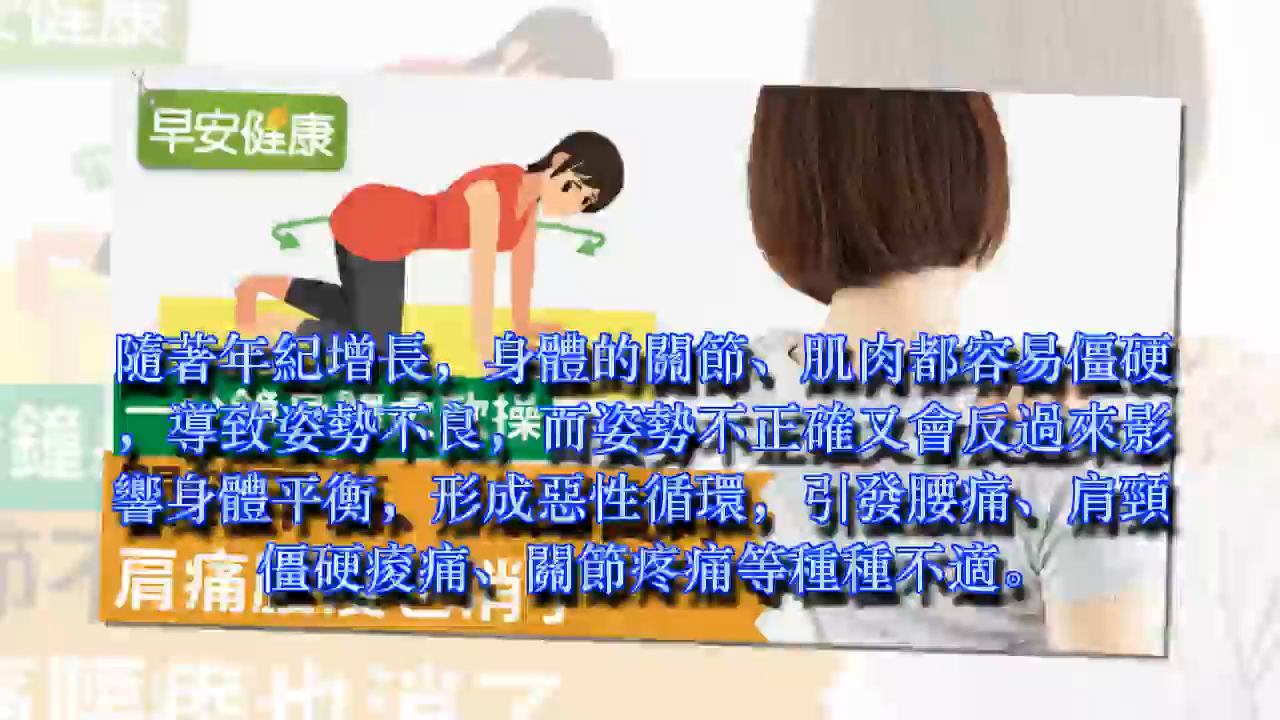 早安健康
隨著年紀增長，身體的關節、肌肉都容易僵硬
，導致姿勢不良，而姿勢不正確又會反過來影
響身體平衡，形成惡性循環，引發腰痛、肩頸
僵硬痠痛、關節疼痛等種種不適。
肩痛
也消了